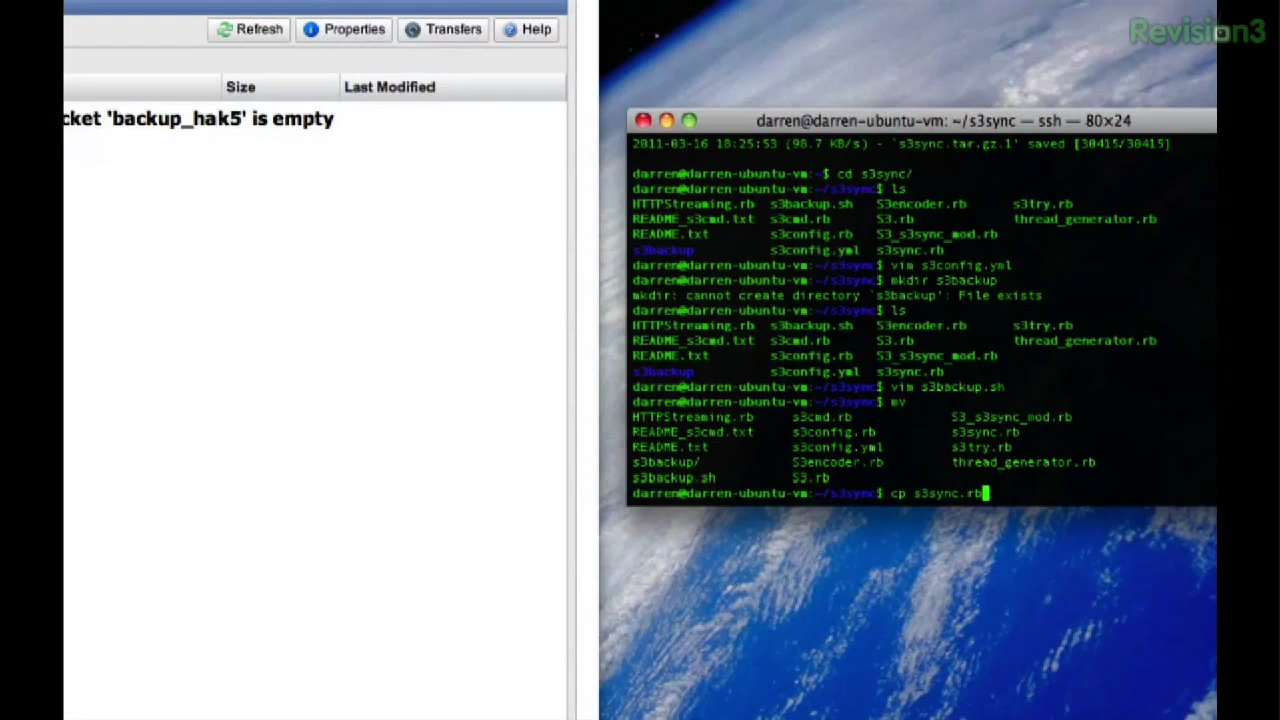 Refresh Properties Transfers Help
Size Last Modified
cket 'backup_hak5' is empty
Revision3
darren@darren-ubuntu-vm: ~/s3sync — ssh — 80×24
2011-03-16 18:25:53 (98.7 KB/s) - `s3sync.tar.gz.1' saved [30415/30415]
darren@darren-ubuntu-vm:~$ cd s3sync/
darren@darren-ubuntu-vm:~/s3sync$ ls
HTTPStreaming.rb s3backup.sh S3encoder.rb s3try.rb
README_s3cmd.txt s3cmd.rb S3.rb thread_generator.rb
README.txt s3config.rb S3_s3sync_mod.rb
s3backup s3config.yml s3sync.rb
darren@darren-ubuntu-vm:~/s3sync$ vim s3config.yml
darren@darren-ubuntu-vm:~/s3sync$ mkdir s3backup
mkdir: cannot create directory `s3backup': File exists
darren@darren-ubuntu-vm:~/s3sync$ ls
HTTPStreaming.rb s3backup.sh S3encoder.rb s3try.rb
README_s3cmd.txt s3cmd.rb S3.rb thread_generator.rb
README.txt s3config.rb S3_s3sync_mod.rb
s3backup s3config.yml s3sync.rb
darren@darren-ubuntu-vm:~/s3sync$ vim s3backup.sh
darren@darren-ubuntu-vm:~/s3sync$ mv
HTTPStreaming.rb s3cmd.rb S3_s3sync_mod.rb
README_s3cmd.txt s3config.rb s3sync.rb
README.txt s3config.yml s3try.rb
s3backup/ S3encoder.rb thread_generator.rb
s3backup.sh S3.rb
darren@darren-ubuntu-vm:~/s3sync$ cp s3sync.rb